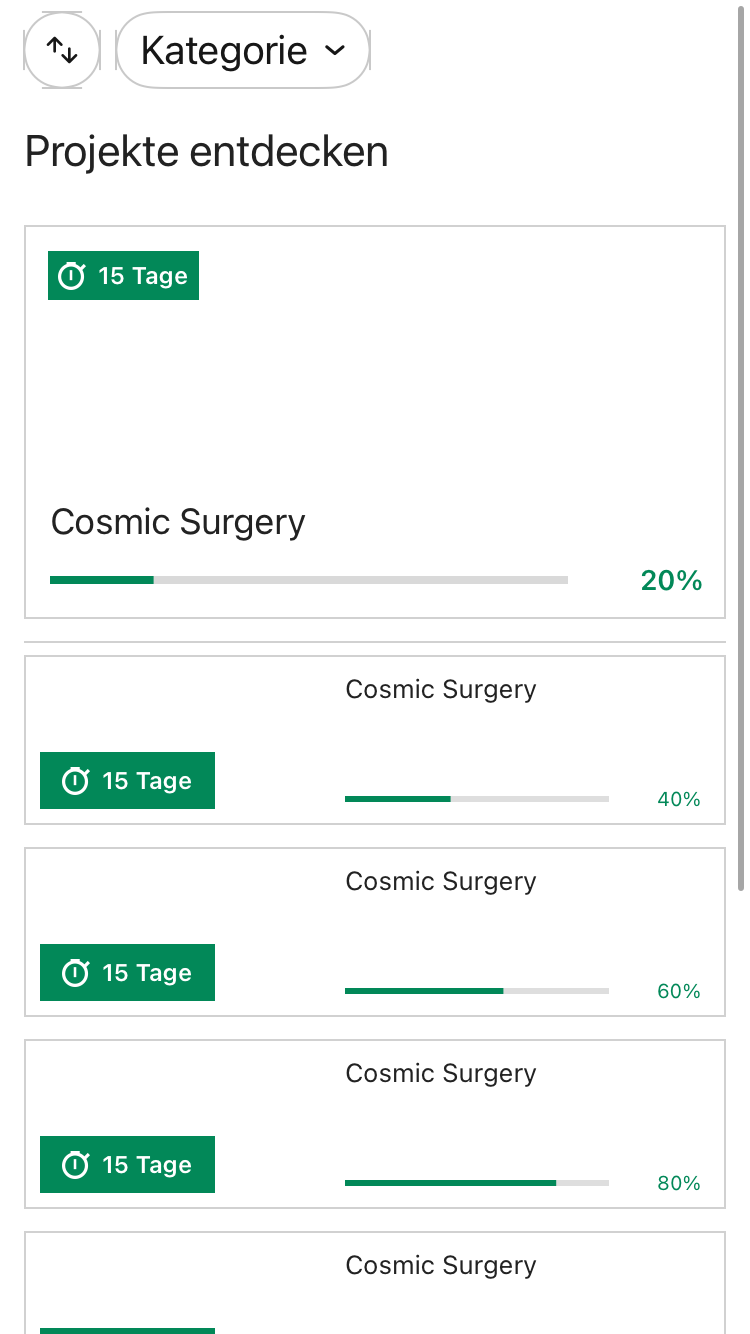 Kategorie
Projekte entdecken
15 Tage
Cosmic Surgery
20%
Cosmic Surgery
15 Tage
40%
Cosmic Surgery
15 Tage
60%
Cosmic Surgery
15 Tage
80%
Cosmic Surgery